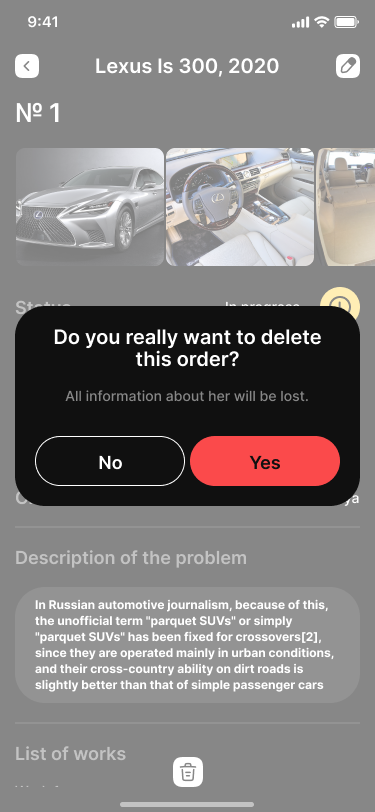 9:41
Lexus Is 300, 2020
№ 1
Do you really want to delete
this order?
All information about her will be lost.
No
Yes
ya
Description of the problem
In Russian automotive journalism, because of this,
the unofficial term "parquet SUVs" or simply
"parquet SUVs" has been fixed for crossovers[2],
since they are operated mainly in urban conditions,
and their cross-country ability on dirt roads is
slightly better than that of simple passenger cars
List of works